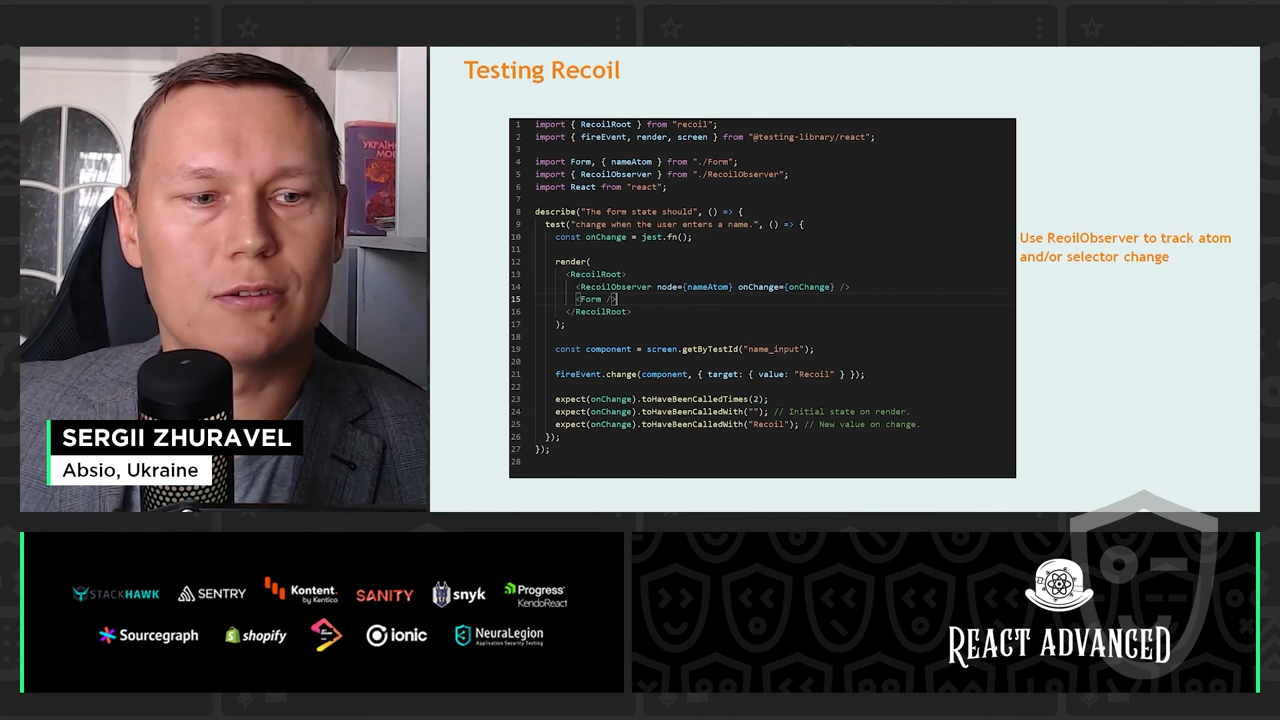 Testing Recoil
1 import { RecoilRoot } from "recoil";
2 import { fireEvent, render, screen } from "@testing-library/react";
3
4 import Form, { nameAtom } from "./Form";
5 import { RecoilObserver } from "./RecoilObserver";
6 import React from "react";
7
8 describe("The form state should", () => {
9 test("change when the user enters a name.", () => {
10 const onChange = jest.fn();
11
12 render(
13 <RecoilRoot>
14 <RecoilObserver node={nameAtom} onChange={onChange} />
15 <Form />
16 </RecoilRoot>
17 );
18
19 const component = screen.getByTestId("name_input");
20
21 fireEvent.change(component, { target: { value: "Recoil" } });
22
23 expect(onChange).toHaveBeenCalledTimes(2);
24 expect(onChange).toHaveBeenCalledWith(""); // Initial state on render.
25 expect(onChange).toHaveBeenCalledWith("Recoil"); // New value on change.
26 });
27 });
28
Use ReoilObserver to track atom
and/or selector change
SERGII ZHURAVEL
Absio, Ukraine
STACKHAWK SENTRY Kontent. SANITY snyk Progress
by Kentico KendoReact
Sourcegraph shopify ionic NeuraLegion
Application Security Testing
REACT ADVANCED